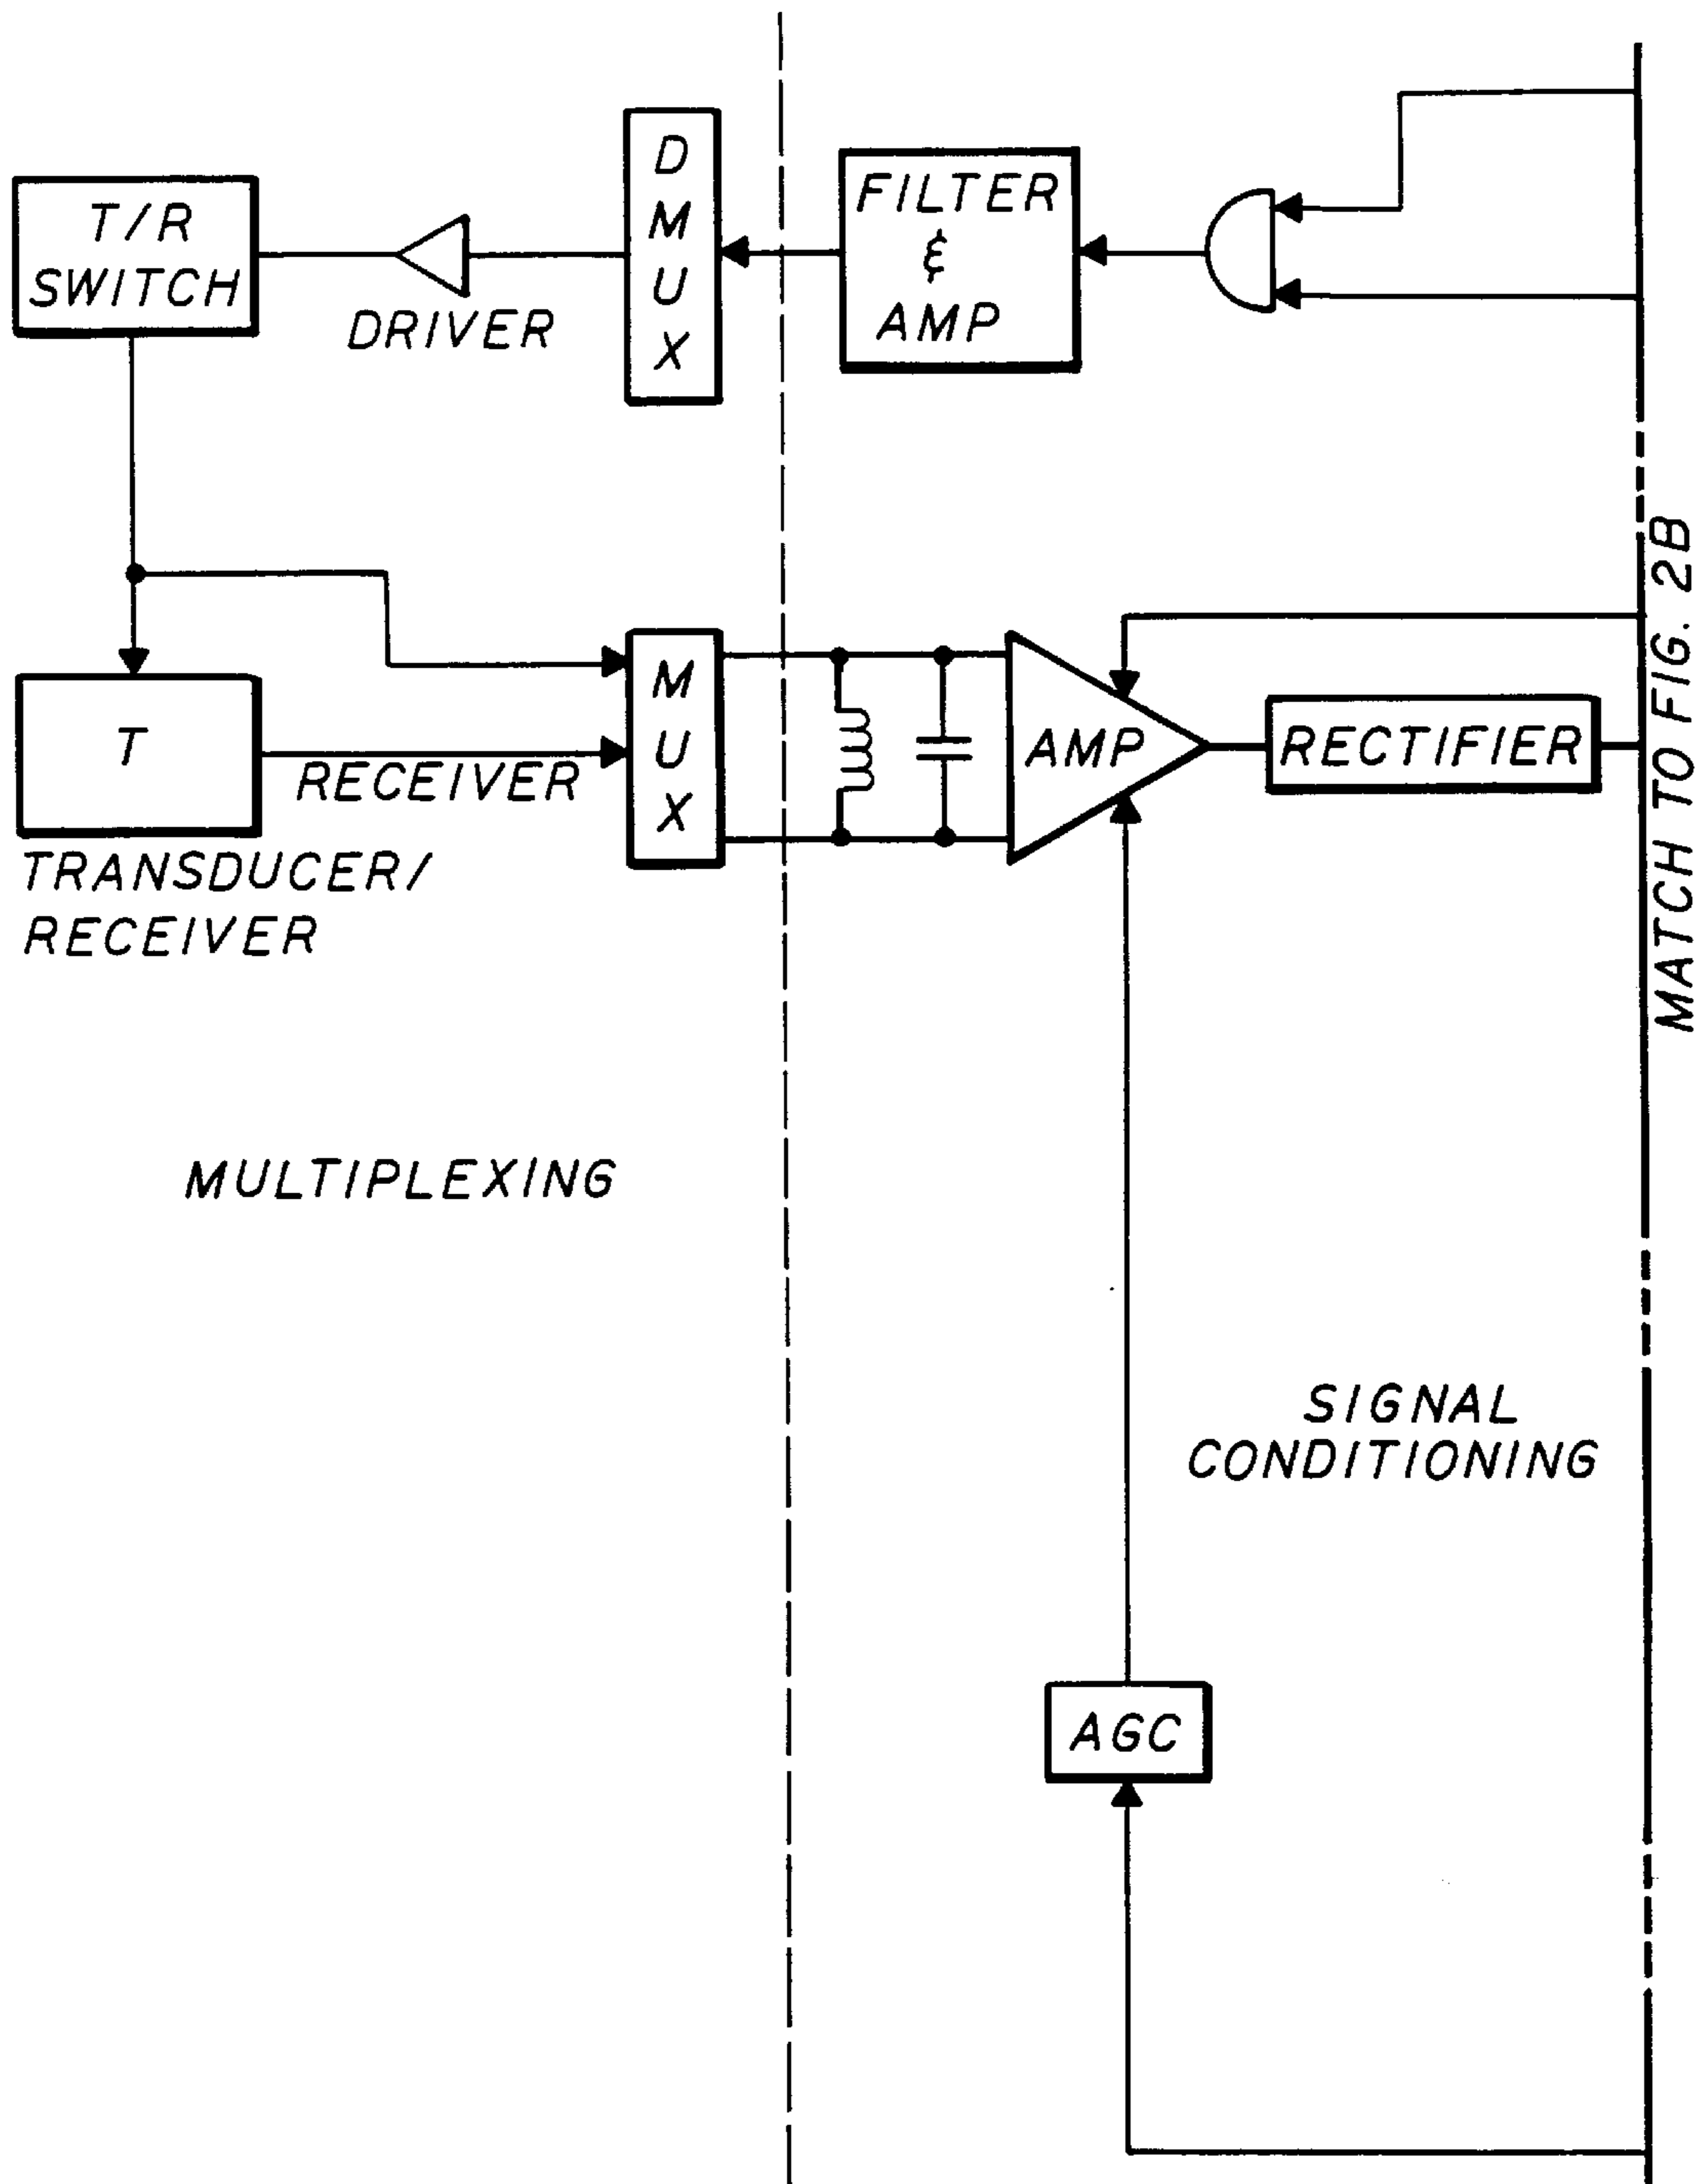 T/R
SWITCH
DRIVER
D
M
U
X
FILTER
&
AMP
T
TRANSDUCER/
RECEIVER
RECEIVER
M
U
X
AMP
RECTIFIER
MATCH TO FIG. 2B
MULTIPLEXING
SIGNAL
CONDITIONING
AGC